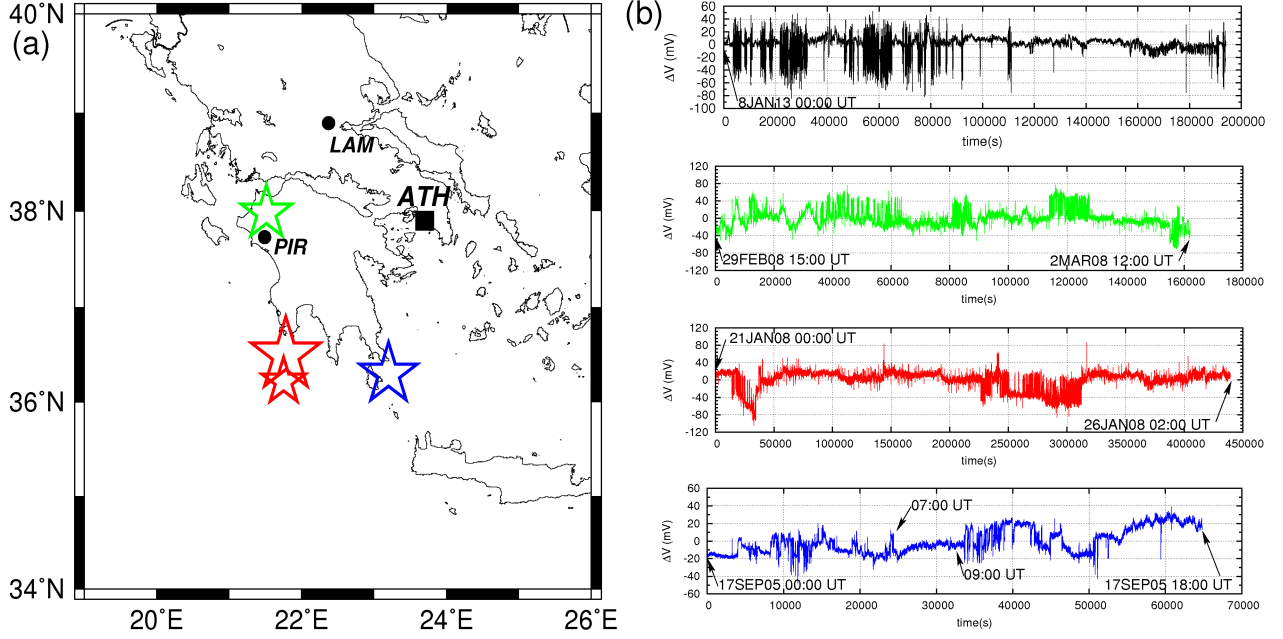 (a)
40°N
38°N
36°N
34°N
20°E
22°E
24°E
26°E
LAM
ATH
PIR
(b)
ΔV (mV)
60
40
20
0
-20
-40
-60
-80
-100
8JAN13 00:00 UT
0 20000 40000 60000 80000 100000 120000 140000 160000 180000 200000
time(s)
ΔV (mV)
120
80
40
0
-40
-80
-120
29FEB08 15:00 UT
2MAR08 12:00 UT
0 20000 40000 60000 80000 100000 120000 140000 160000 180000
time(s)
ΔV (mV)
120
80
40
0
-40
-80
-120
21JAN08 00:00 UT
26JAN08 02:00 UT
0 50000 100000 150000 200000 250000 300000 350000 400000 450000
time(s)
ΔV (mV)
60
40
20
0
-20
-40
-60
07:00 UT
09:00 UT
17SEP05 00:00 UT
17SEP05 18:00 UT
0 10000 20000 30000 40000 50000 60000 70000
time(s)